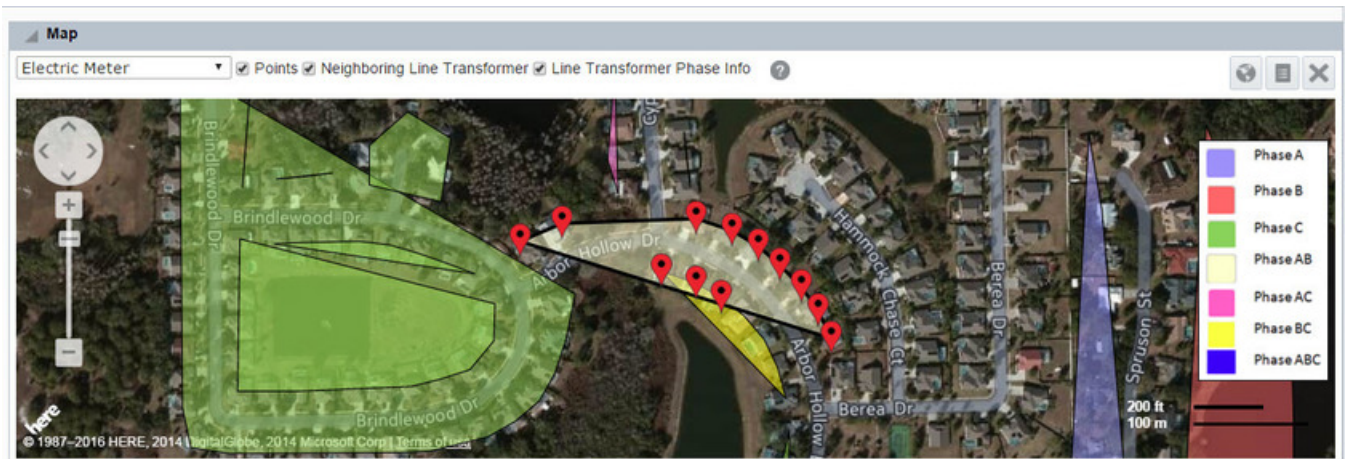 Map
Electric Meter Points Neighboring Line Transformer Line Transformer Phase Info ?
Brindlewood Dr
Brindlewood Dr
Brindlewood Dr
Arbor Hollow Dr
Hammock Chase Ct
Arbor Hollow
Berea Dr
Berea Dr
Spruson St
Phase A
Phase B
Phase C
Phase AB
Phase AC
Phase BC
Phase ABC
200 ft
100 m
here
© 1987–2016 HERE, 2014 DigitalGlobe, 2014 Microsoft Corp | Terms of use